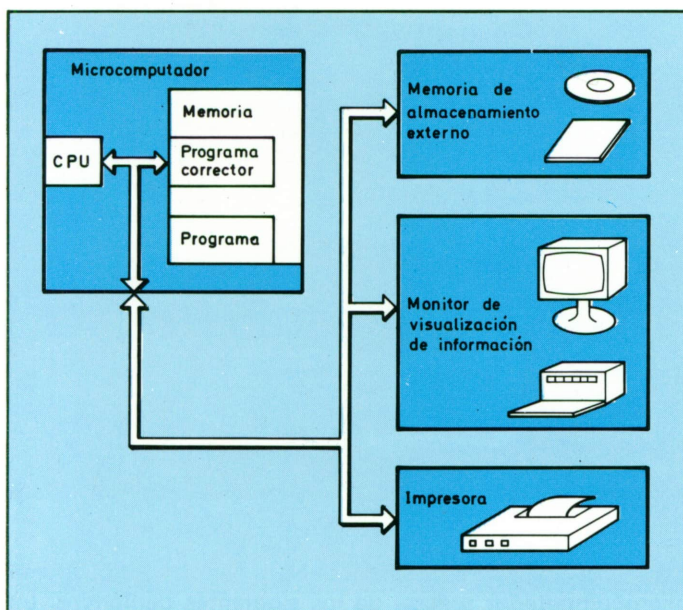 Microcomputador
Memoria
CPU
Programa
corrector
Programa
Memoria de
almacenamiento
externo
Monitor de
visualización
de información
Impresora